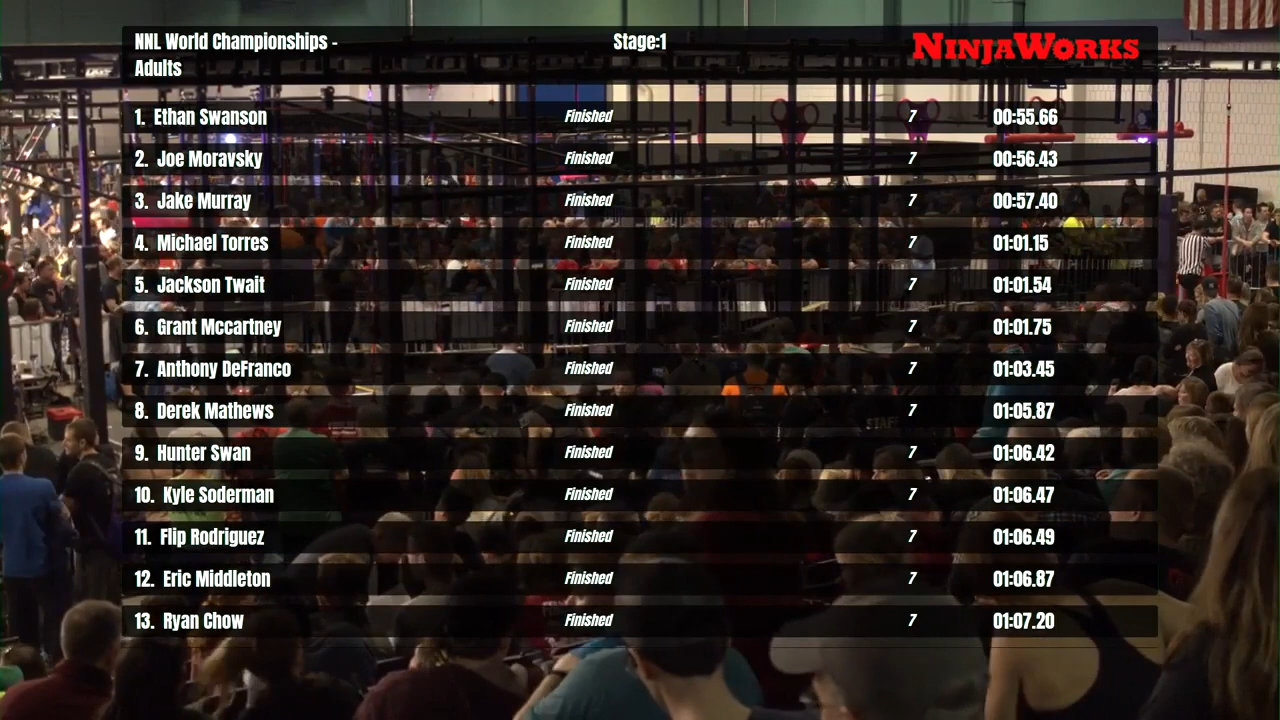 NNL World Championships -
Adults
Stage:1
NinjaWorks
1. Ethan Swanson Finished 7 00:55.66
2. Joe Moravsky Finished 7 00:56.43
3. Jake Murray Finished 7 00:57.40
4. Michael Torres Finished 7 01:01.15
5. Jackson Twait Finished 7 01:01.54
6. Grant Mccartney Finished 7 01:01.75
7. Anthony DeFranco Finished 7 01:03.45
8. Derek Mathews Finished 7 01:05.87
9. Hunter Swan Finished 7 01:06.42
10. Kyle Soderman Finished 7 01:06.47
11. Flip Rodriguez Finished 7 01:06.49
12. Eric Middleton Finished 7 01:06.87
13. Ryan Chow Finished 7 01:07.20